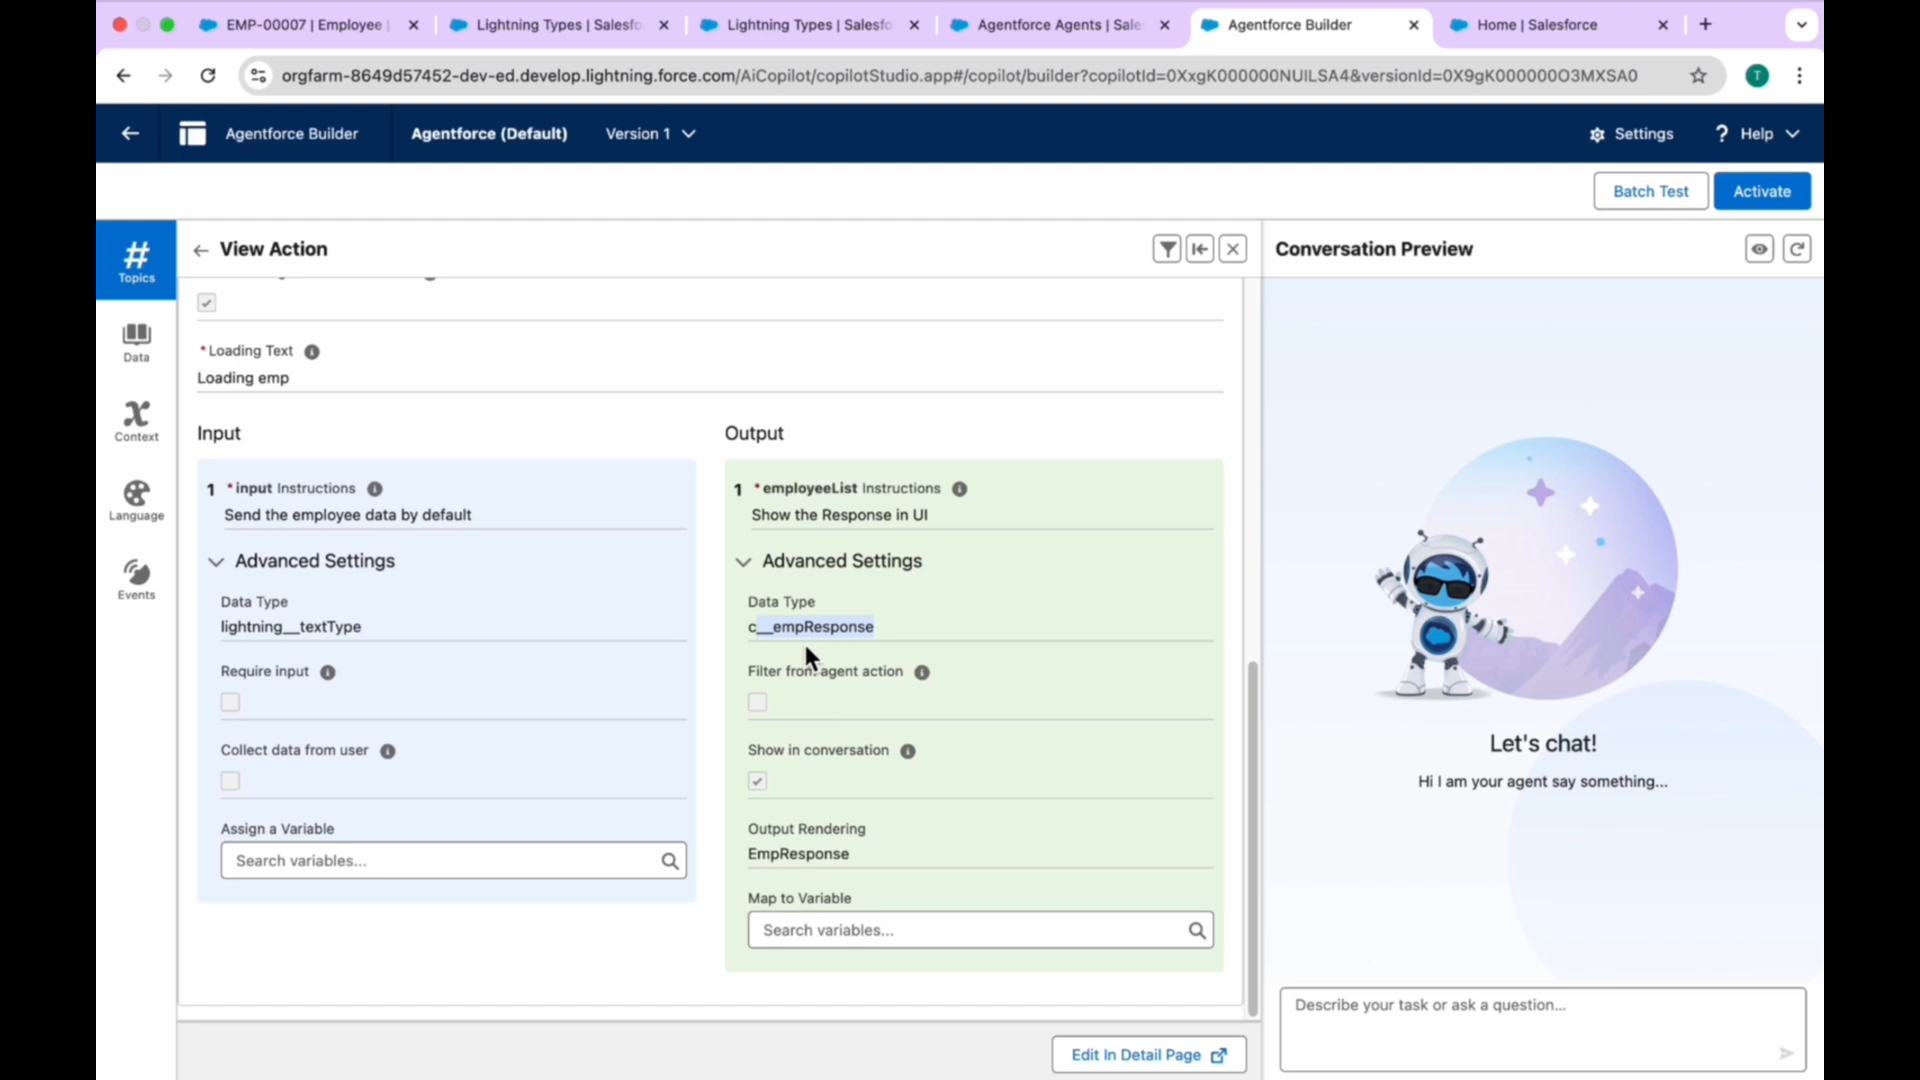 EMP-00007 | Employee |
Lightning Types | Salesfo
Lightning Types | Salesfo
Agentforce Agents | Sale
Agentforce Builder
Home | Salesforce
orgfarm-8649d57452-dev-ed.develop.lightning.force.com/AiCopilot/copilotStudio.app#/copilot/builder?copilotId=0XxgK000000NUILSA4&versionId=0X9gK000000O3MXSA0
T
Agentforce Builder
Agentforce (Default)
Version 1
Settings
? Help
Batch Test
Activate
# Topics
Data
Context
Language
Events
View Action
*Loading Text
Loading emp
Input
1 *input Instructions
Send the employee data by default
Advanced Settings
Data Type
lightning__textType
Require input
Collect data from user
Assign a Variable
Search variables...
Output
1 *employeeList Instructions
Show the Response in UI
Advanced Settings
Data Type
c__empResponse
Filter from agent action
Show in conversation
Output Rendering
EmpResponse
Map to Variable
Search variables...
Edit In Detail Page
Conversation Preview
Let's chat!
Hi I am your agent say something...
Describe your task or ask a question...